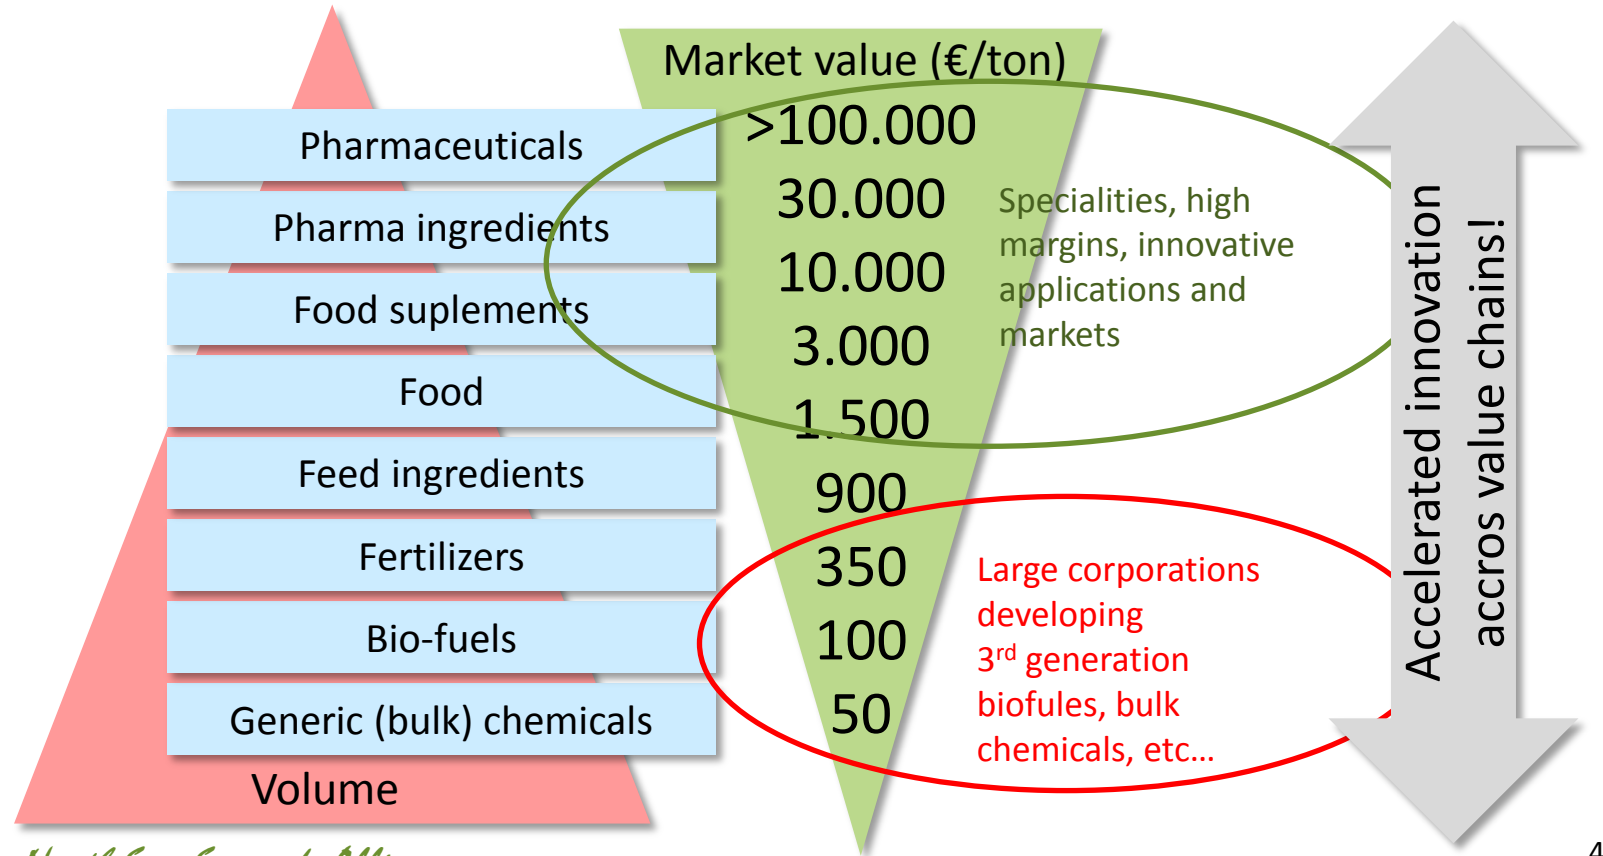 Market value (€/ton)
Pharmaceuticals
Pharma ingredients
Food suplements
Food
Feed ingredients
Fertilizers
Bio-fuels
Generic (bulk) chemicals
Volume
>100.000
30.000
10.000
3.000
1.500
900
350
100
50
Specialities, high
margins, innovative
applications and
markets
Large corporations
developing
3rd generation
biofules, bulk
chemicals, etc...
Accelerated innovation
accros value chains!
4